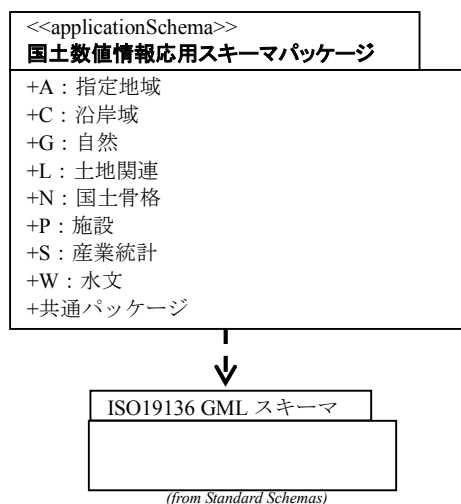 <<applicationSchema>>
国土数値情報応用スキーマパッケージ
+A：指定地域
+C：沿岸域
+G：自然
+L：土地関連
+N：国土骨格
+P：施設
+S：産業統計
+W：水文
+共通パッケージ
ISO19136 GML スキーマ
(from Standard Schemas)